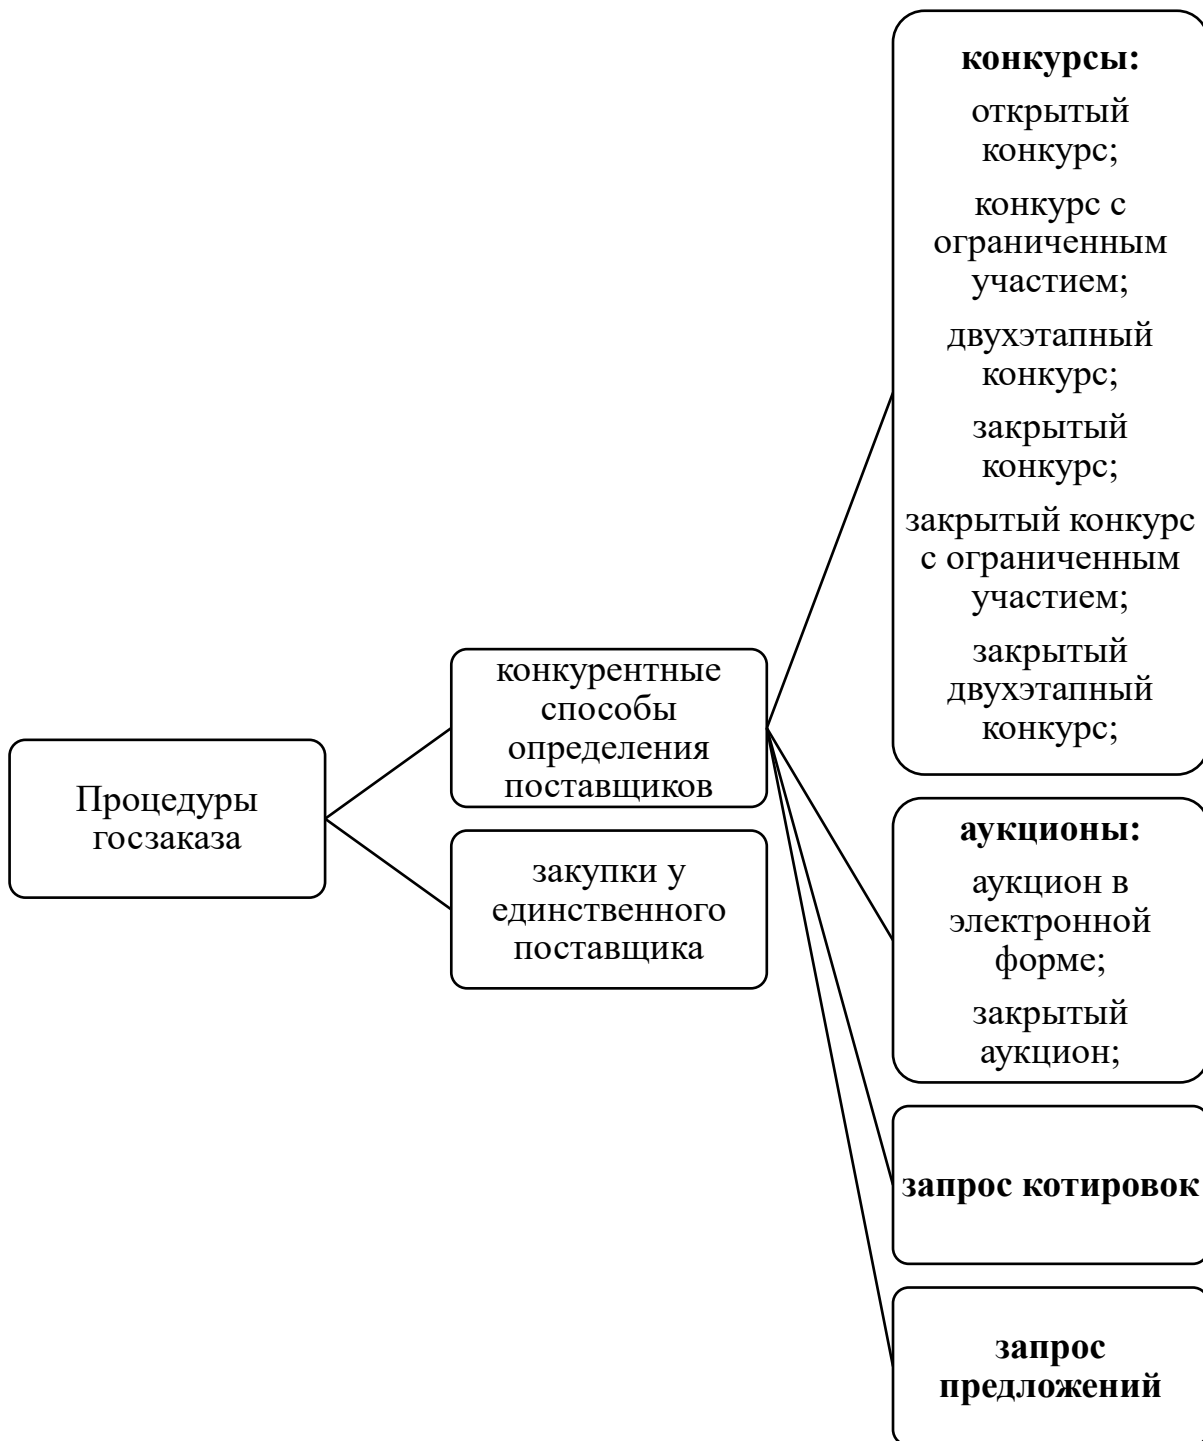 Процедуры
госзаказа
конкурентные
способы
определения
поставщиков
закупки у
единственного
поставщика
конкурсы:
открытый
конкурс;
конкурс с
ограниченным
участием;
двухэтапный
конкурс;
закрытый
конкурс;
закрытый конкурс
с ограниченным
участием;
закрытый
двухэтапный
конкурс;
аукционы:
аукцион в
электронной
форме;
закрытый
аукцион;
запрос котировок
запрос
предложений